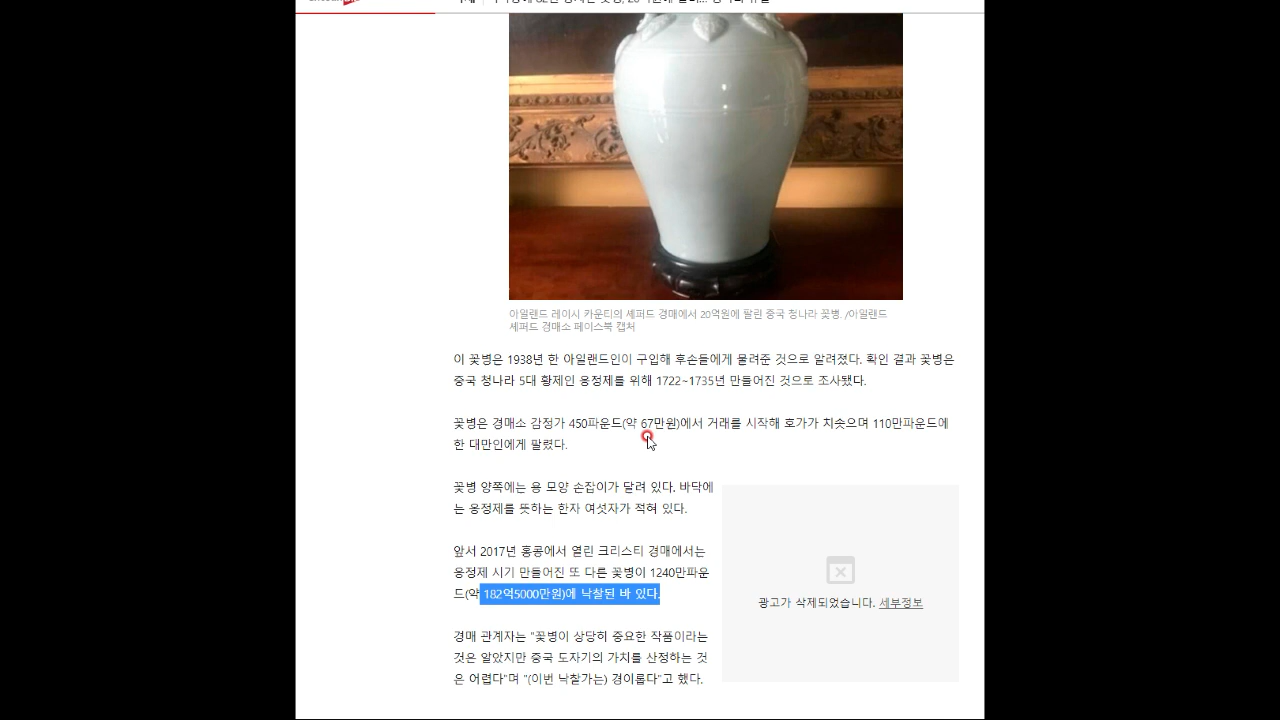 아일랜드 레이시 카운티의 셰퍼드 경매에서 20억원에 팔린 중국 청나라 꽃병. /아일랜드
셰퍼드 경매소 페이스북 캡처
이 꽃병은 1938년 한 아일랜드인이 구입해 후손들에게 물려준 것으로 알려졌다. 확인 결과 꽃병은
중국 청나라 5대 황제인 옹정제를 위해 1722~1735년 만들어진 것으로 조사됐다.
꽃병은 경매소 감정가 450파운드(약 67만원)에서 거래를 시작해 호가가 치솟으며 110만파운드에
한 대만인에게 팔렸다.
꽃병 양쪽에는 용 모양 손잡이가 달려 있다. 바닥에
는 옹정제를 뜻하는 한자 여섯자가 적혀 있다.
앞서 2017년 홍콩에서 열린 크리스티 경매에서는
옹정제 시기 만들어진 또 다른 꽃병이 1240만파운
드(약 182억5000만원)에 낙찰된 바 있다.
광고가 삭제되었습니다. 세부정보
경매 관계자는 "꽃병이 상당히 중요한 작품이라는
것은 알았지만 중국 도자기의 가치를 산정하는 것
은 어렵다"며 "(이번 낙찰가는) 경이롭다"고 했다.